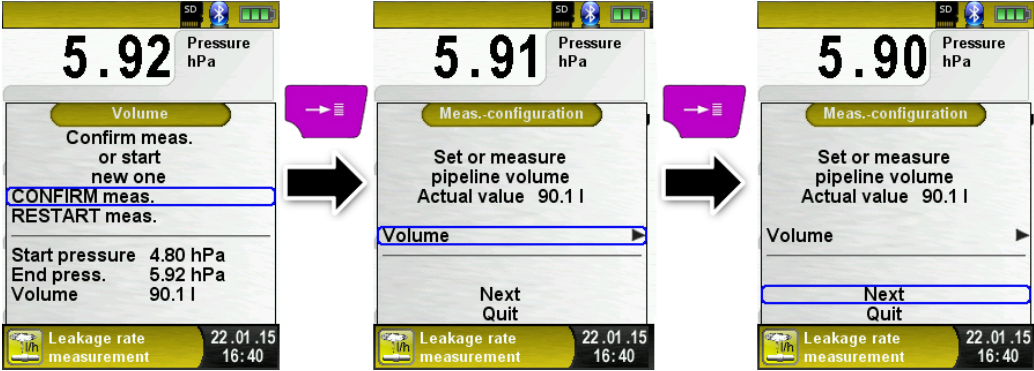 SD
5.92
Pressure
hPa
Volume
Confirm meas.
or start
new one
CONFIRM meas.
RESTART meas.
Start pressure 4.80 hPa
End press. 5.92 hPa
Volume 90.1 l
l/h
Leakage rate
measurement
22.01.15
16:40
SD
5.91
Pressure
hPa
Meas.-configuration
Set or measure
pipeline volume
Actual value 90.1 l
Volume
Next
Quit
l/h
Leakage rate
measurement
22.01.15
16:40
SD
5.90
Pressure
hPa
Meas.-configuration
Set or measure
pipeline volume
Actual value 90.1 l
Volume
Next
Quit
l/h
Leakage rate
measurement
22.01.15
16:40